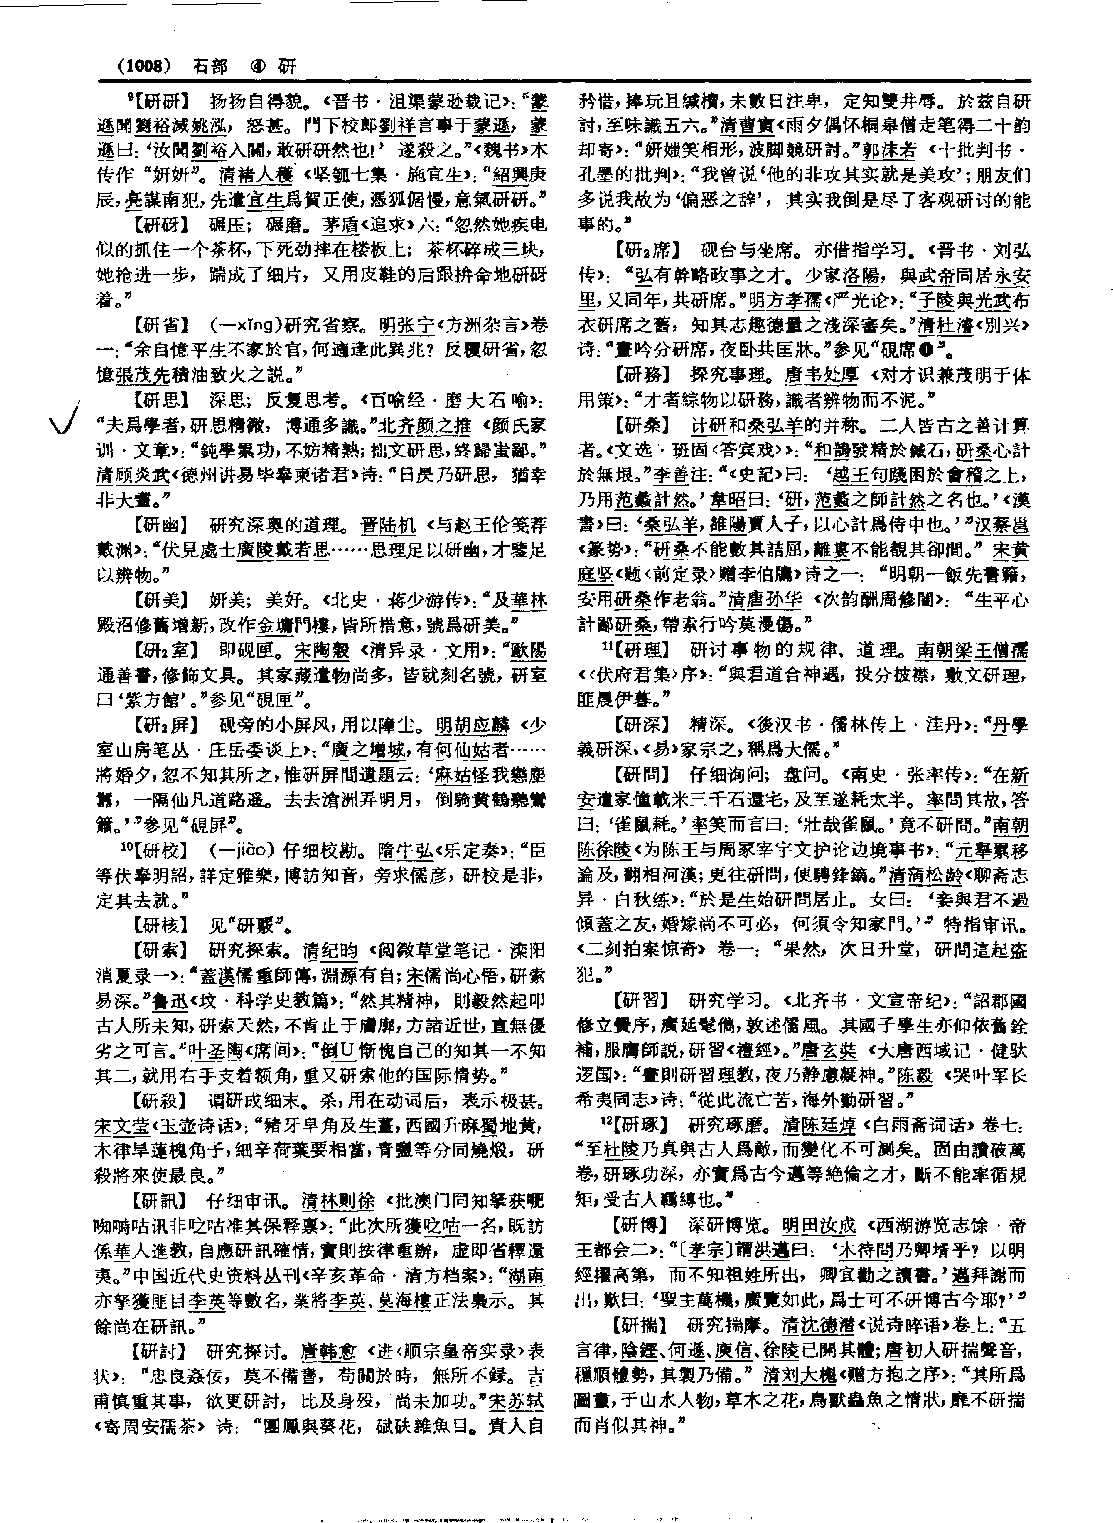 (1008) 石部 ④ 研
⁹【研研】 扬扬自得貌。《晋书·沮渠蒙逊载记》：“蒙
逊聞劉裕滅姚泓，怒甚。門下校郎劉祥言事于蒙遜，蒙
遜曰：‘汝聞劉裕入關，敢研研然也！’遂殺之。”《魏书》本
传作“妍妍”。清褚人穫《坚瓠七集·施宜生》：“紹興庚
辰，亮謀南犯，先遣宜生爲賀正使，憑狐倨慢，意氣研研。”
【研研】 碾压；碾磨。茅盾《追求》六：“忽然她疾电
似的抓住一个茶杯，下死劲摔在楼板上；茶杯碎成三块，
她抢进一步，踹成了细片，又用皮鞋的后跟拚命地研研
着。”
【研省】 （—xǐng）研究省察。明张宁《方洲杂言》卷
一：“余自憶平生不家於官，何適逢此異兆？反覆研省，忽
憶張茂先積油致火之説。”
【研思】 深思；反复思考。《百喻经·磨大石喻》：
“夫爲學者，研思精微，博通多識。”北齐颜之推《颜氏家
训·文章》：“鈍學累功，不妨精熟；拙文研思，終歸蚩鄙。”
清顾炎武《德州讲易毕奉柬诸君》诗：“日昃乃研思，猶幸
非大耋。”
【研幽】 研究深奥的道理。晋陆机《与赵王伦笺荐
戴渊》：“伏見處士廣陵戴若思……思理足以研幽，才鑒足
以辨物。”
【研美】 妍美；美好。《北史·蒋少游传》：“及華林
殿沼修舊增新，改作金墉門樓，皆所措意，號爲研美。”
【研₂室】 即砚匣。宋陶穀《清异录·文用》：“歐陽
通善書，修飾文具。其家藏遺物尚多，皆就刻名號，研室
曰‘紫方館’。”参见“硯匣”。
【研₂屏】 砚旁的小屏风，用以障尘。明胡应麟《少
室山房笔丛·庄岳委谈上》：“廣之增城，有何仙姑者……
將婚夕，忽不知其所之，惟研屏間遺題云：‘麻姑怪我戀塵
囂，一隔仙凡道路遥。去去滄洲弄明月，倒騎黄鶴聽鸞
簫。’”参见“硯屏”。
¹⁰【研校】 （—jiào）仔细校勘。隋牛弘《乐定奏》：“臣
等伏奉明詔，詳定雅樂，博訪知音，旁求儒彦，研校是非，
定其去就。”
【研核】 见“研覈”。
【研索】 研究探索。清纪昀《阅微草堂笔记·滦阳
消夏录一》：“蓋漢儒重師傳，淵源有自；宋儒尚心悟，研索
易深。”鲁迅《坟·科学史教篇》：“然其精神，則毅然起叩
古人所未知，研索天然，不肯止于膚廓，方諸近世，直無優
劣之可言。”叶圣陶《席间》：“倒U惭愧自己的知其一不知
其二，就用右手支着额角，重又研索他的国际情势。”
【研殺】 谓研成细末。杀，用在动词后，表示极甚。
宋文莹《玉壶诗话》：“豬牙皁角及生薑，西國升麻蜀地黄，
木律旱蓮槐角子，細辛荷葉要相當，青鹽等分同燒煅，研
殺將來使最良。”
【研訊】 仔细审讯。清林则徐《批澳门同知拏获𠸄
咖唎咕讯非吃咕准其保释禀》：“此次所獲吃咕一名，既訪
係華人進教，自應研訊確情，實則按律重辦，虚即省釋還
夷。”中国近代史资料丛刊《辛亥革命·清方档案》：“湖南
亦拏獲匪目李英等數名，業將李英、莫海樓正法梟示。其
餘尚在研訊。”
【研討】 研究探讨。唐韩愈《进〈顺宗皇帝实录〉表
状》：“忠良姦佞，莫不備書，苟關於時，無所不録。吉
甫慎重其事，欲更研討，比及身殁，尚未加功。”宋苏轼
《寄周安孺茶》诗：“團鳳與葵花，碔砆雜魚目。貴人自
矜惜，捧玩且緘櫝，未數日注卑，定知雙井辱。於兹自研
討，至味識五六。”清曹寅《雨夕偶怀桐皋僧走笔得二十韵
却寄》：“妍媸笑相形，波脚競研討。”郭沫若《十批判书·
孔墨的批判》：“我曾说‘他的非攻其实就是美攻’；朋友们
多说我故为‘偏恶之辞’，其实我倒是尽了客观研讨的能
事的。”
【研₂席】 砚台与坐席。亦借指学习。《晋书·刘弘
传》：“弘有幹略政事之才。少家洛陽，與武帝同居永安
里，又同年，共研席。”明方孝孺《严光论》：“子陵與光武布
衣研席之舊，知其志趣德量之淺深審矣。”清杜濬《别兴》
诗：“晝吟分研席，夜卧共匡牀。”参见“硯席❶”。
【研務】 探究事理。唐韦处厚《对才识兼茂明于体
用策》：“才者綜物以研務，識者辨物而不泥。”
【研桑】 计研和桑弘羊的并称。二人皆古之善计算
者。《文选·班固〈答宾戏〉》：“和鵲發精於鍼石，研桑心計
於無垠。”李善注：“《史記》曰：‘越王句踐困於會稽之上，
乃用范蠡計然。’韋昭曰：‘研，范蠡之師計然之名也。’《漢
書》曰：‘桑弘羊，雒陽賈人子，以心計爲侍中也。’”汉蔡邕
《篆势》：“研桑不能數其詰屈，離婁不能覩其卻間。”宋黄
庭坚《题〈前定录〉赠李伯牖》诗之一：“明朝一飯先書籍，
安用研桑作老翁。”清唐孙华《次韵酬周修闇》：“生平心
計鄙研桑，帶索行吟莫漫傷。”
¹¹【研理】 研讨事物的规律、道理。南朝梁王僧孺
《〈伏府君集〉序》：“與君道合神遇，投分披襟，敷文研理，
匪晨伊暮。”
【研深】 精深。《後汉书·儒林传上·洼丹》：“丹學
義研深，《易》家宗之，稱爲大儒。”
【研問】 仔细询问；盘问。《南史·张率传》：“在新
安遣家僮載米三千石還宅，及至遂耗太半。率問其故，答
曰：‘雀鼠耗。’率笑而言曰：‘壯哉雀鼠。’竟不研問。”南朝
陈徐陵《为陈王与周冢宰宇文护论边境事书》：“元舉繫移
淪及，翻相河漢；更往研問，便騁鋒鏑。”清蒲松龄《聊斋志
异·白秋练》：“於是生始研問居止。女曰：‘妾與君不過
傾蓋之友，婚嫁尚不可必，何須令知家門。’”特指审讯。
《二刻拍案惊奇》卷一：“果然，次日升堂，研問這起盜
犯。”
【研習】 研究学习。《北齐书·文宣帝纪》：“詔郡國
修立黌序，廣延髦儁，敦述儒風。其國子學生亦仰依舊銓
補，服膺師説，研習《禮經》。”唐玄奘《大唐西域记·健驮
逻国》：“晝則研習理教，夜乃静慮凝神。”陈毅《哭叶军长
希夷同志》诗：“從此流亡苦，海外勤研習。”
¹²【研琢】 研究琢磨。清陈廷焯《白雨斋词话》卷七：
“至杜陵乃真與古人爲敵，而變化不可測矣。固由讀破萬
卷，研琢功深，亦實爲古今邁等絶倫之才，斷不能率循規
矩，受古人羈縛也。”
【研博】 深研博览。明田汝成《西湖游览志馀·帝
王都会二》：“〔孝宗〕謂洪邁曰：‘木待問乃卿壻乎？以明
經擢高第，而不知祖姓所出，卿宜勸之讀書。’邁拜謝而
出，歎曰：‘聖主萬機，廣覽如此，爲士可不研博古今耶？’”
【研揣】 研究揣摩。清沈德潜《说诗晬语》卷上：“五
言律，陰鏗、何遜、庾信、徐陵已開其體；唐初人研揣聲音，
穩順體勢，其製乃備。”清刘大櫆《赠方抱之序》：“其所爲
圖畫，于山水人物，草木之花，鳥獸蟲魚之情狀，靡不研揣
而肖似其神。”